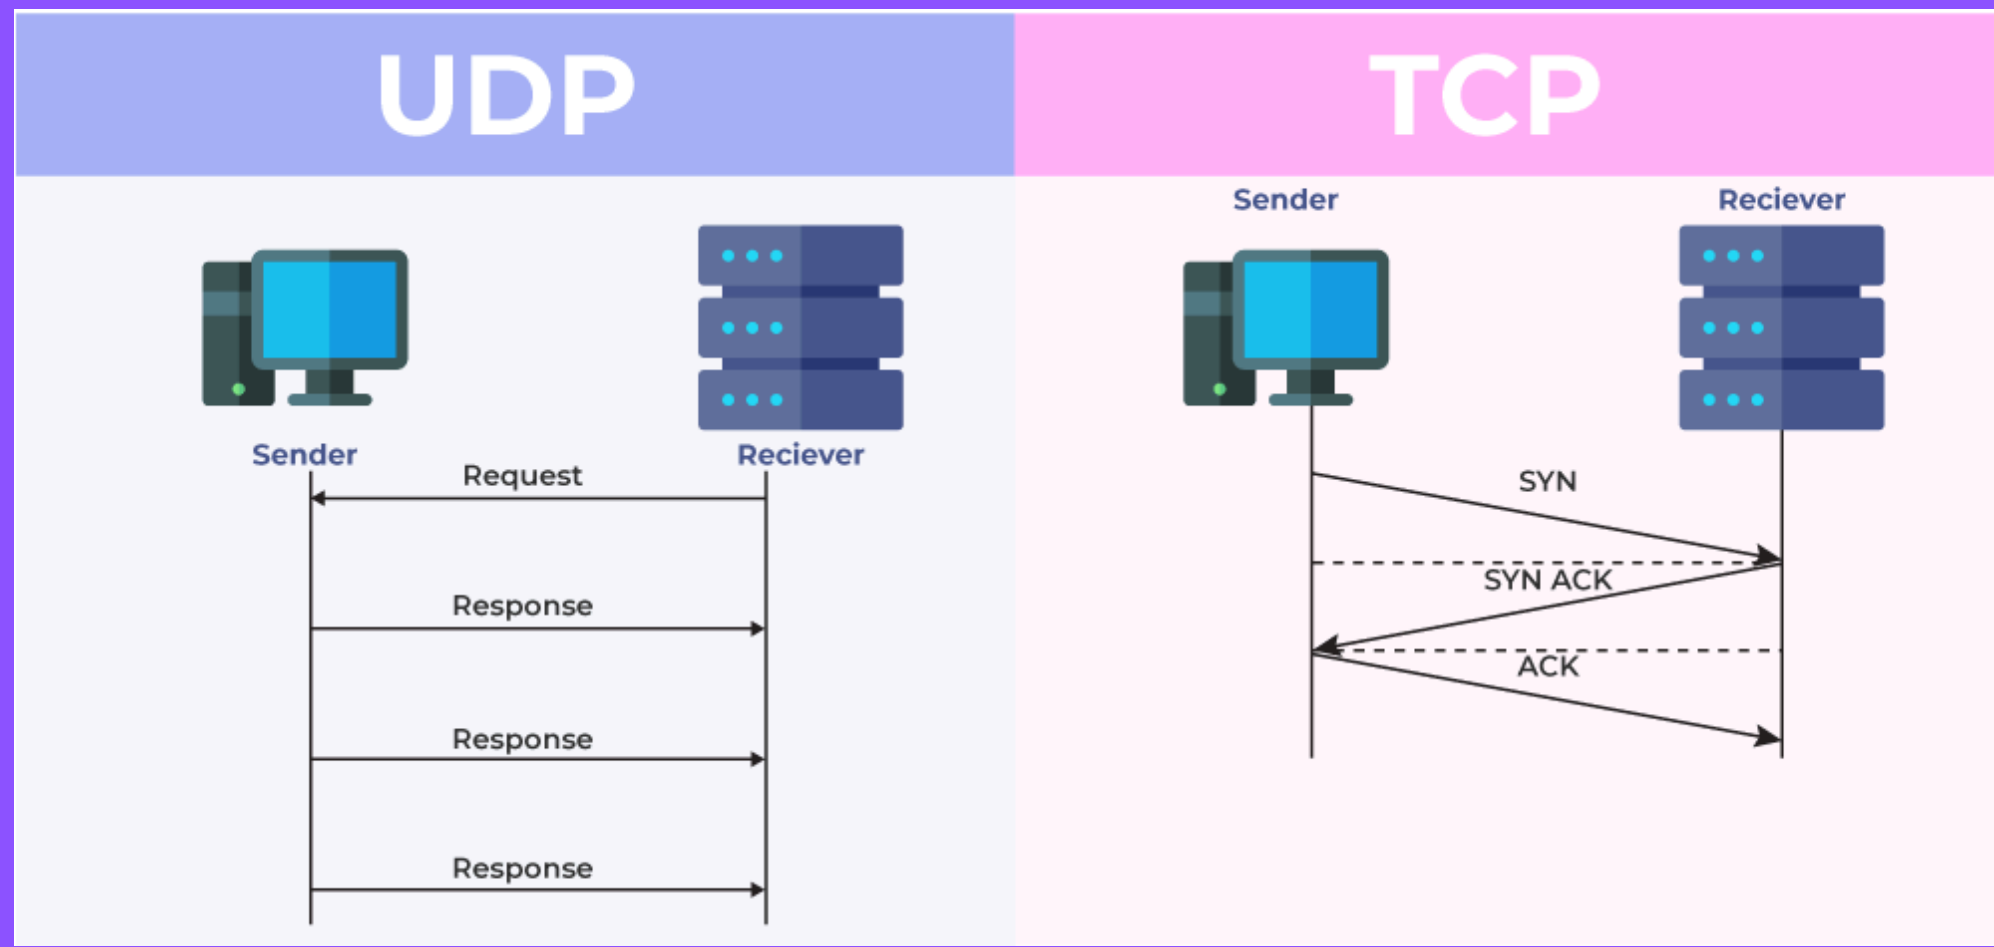 UDP
Sender
Reciever
Request
Response
Response
Response
TCP
Sender
Reciever
SYN
SYN ACK
ACK